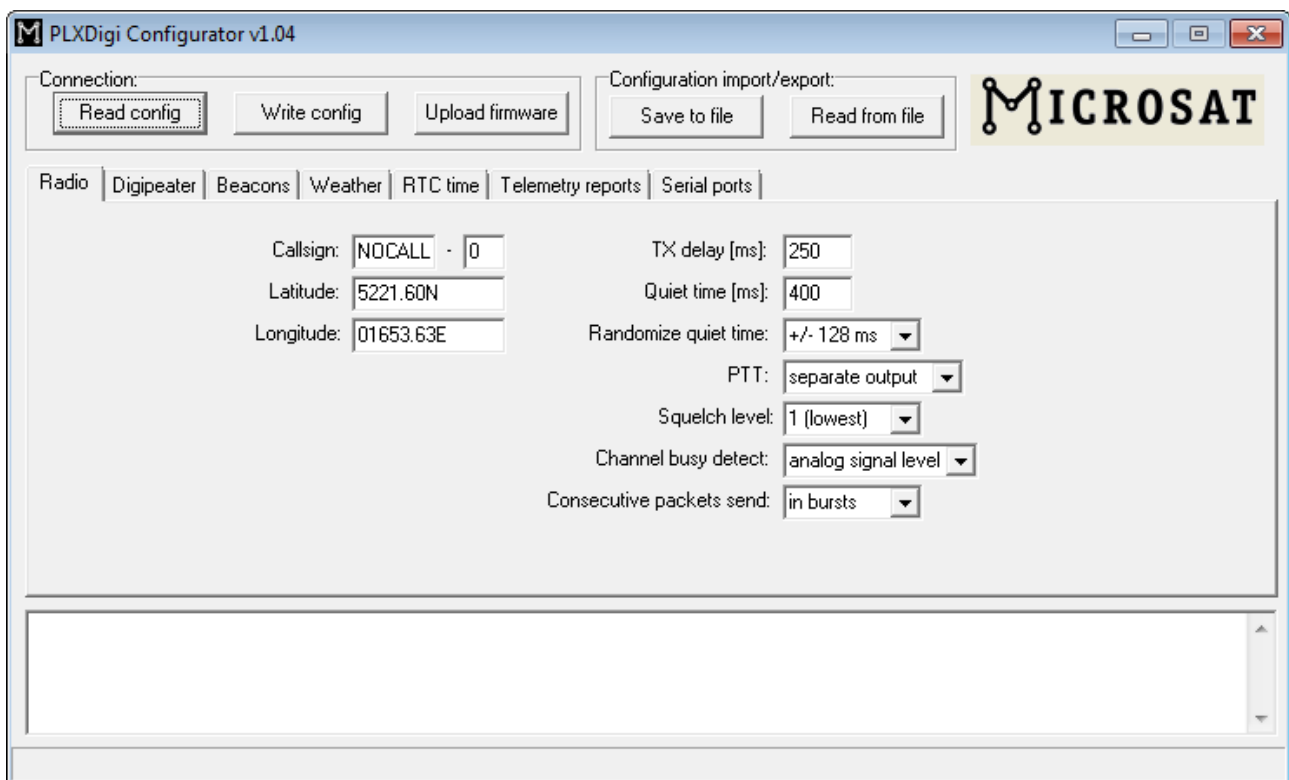 PLXDigi Configurator v1.04
Connection: Configuration import/export:
Read config Write config Upload firmware Save to file Read from file MICROSAT
Radio Digipeater Beacons Weather RTC time Telemetry reports Serial ports
Callsign: NOCALL - 0 TX delay [ms]: 250
Latitude: 5221.60N Quiet time [ms]: 400
Longitude: 01653.63E Randomize quiet time: +/- 128 ms
PTT: separate output
Squelch level: 1 (lowest)
Channel busy detect: analog signal level
Consecutive packets send: in bursts